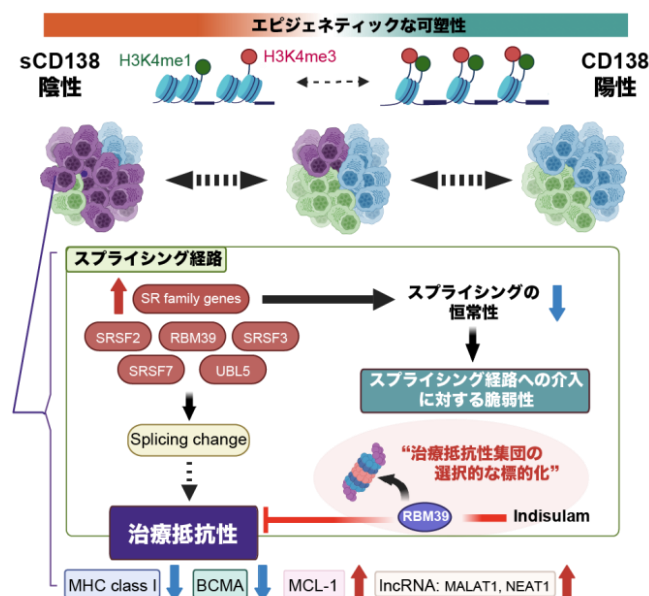 エピジェネティックな可塑性
sCD138
陰性
H3K4me1
H3K4me3
CD138
陽性
スプライシング経路
SR family genes
SRSF2
RBM39
SRSF3
SRSF7
UBL5
スプライシングの
恒常性
スプライシング経路への介入
に対する脆弱性
Splicing change
“治療抵抗性集団の
選択的な標的化”
治療抵抗性
RBM39
Indisulam
MHC class I
BCMA
MCL-1
lncRNA: MALAT1, NEAT1